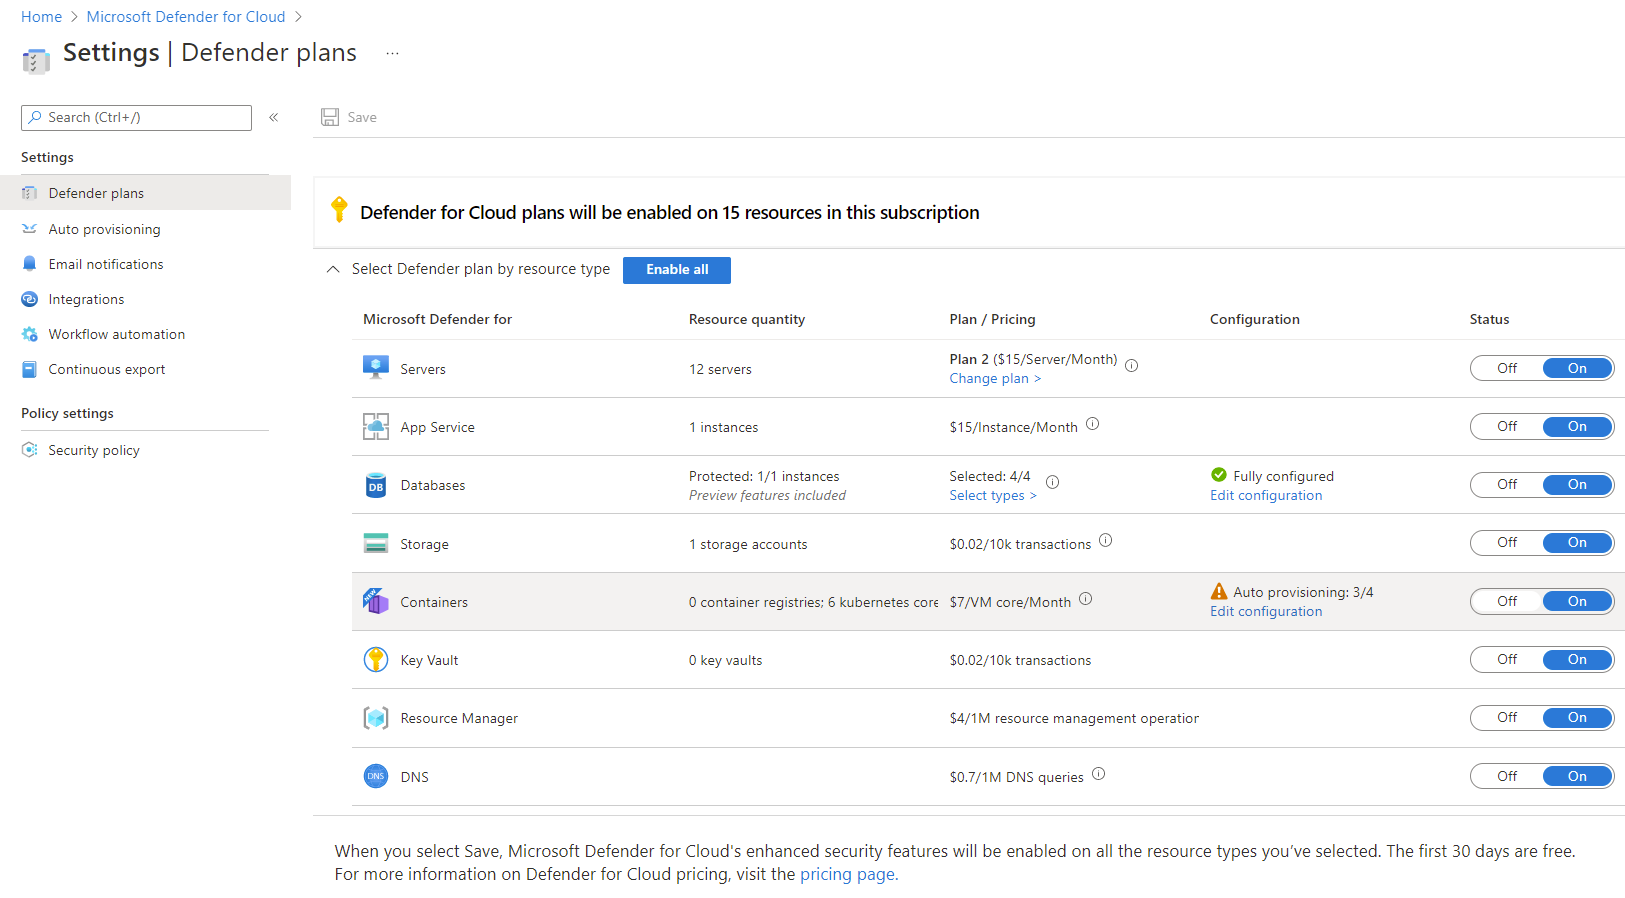 Home > Microsoft Defender for Cloud >
Settings | Defender plans ...
Search (Ctrl+/) «
Save
Settings
Defender plans
Auto provisioning
Email notifications
Integrations
Workflow automation
Continuous export
Policy settings
Security policy
Defender for Cloud plans will be enabled on 15 resources in this subscription
Select Defender plan by resource type Enable all
Microsoft Defender for Resource quantity Plan / Pricing Configuration Status
Servers 12 servers Plan 2 ($15/Server/Month) Off On
Change plan >
App Service 1 instances $15/Instance/Month Off On
Databases Protected: 1/1 instances Selected: 4/4 Fully configured Off On
Preview features included Select types > Edit configuration
Storage 1 storage accounts $0.02/10k transactions Off On
Containers 0 container registries; 6 kubernetes core $7/VM core/Month Auto provisioning: 3/4 Off On
Edit configuration
Key Vault 0 key vaults $0.02/10k transactions Off On
Resource Manager $4/1M resource management operation Off On
DNS $0.7/1M DNS queries Off On
When you select Save, Microsoft Defender for Cloud's enhanced security features will be enabled on all the resource types you've selected. The first 30 days are free.
For more information on Defender for Cloud pricing, visit the pricing page.